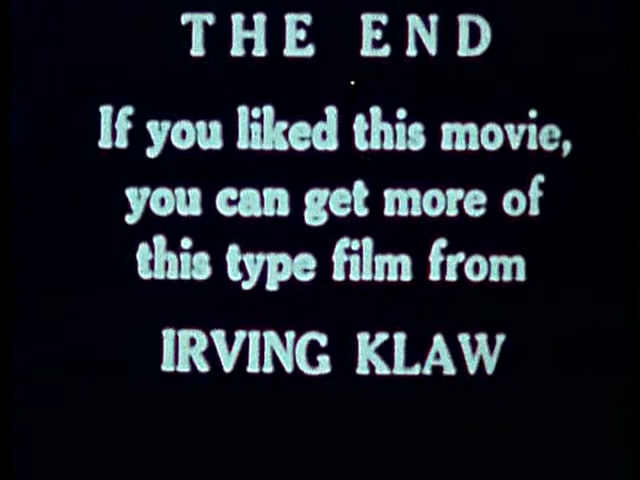 THE END
If you liked this movie,
you can get more of
this type film from
IRVING KLAW